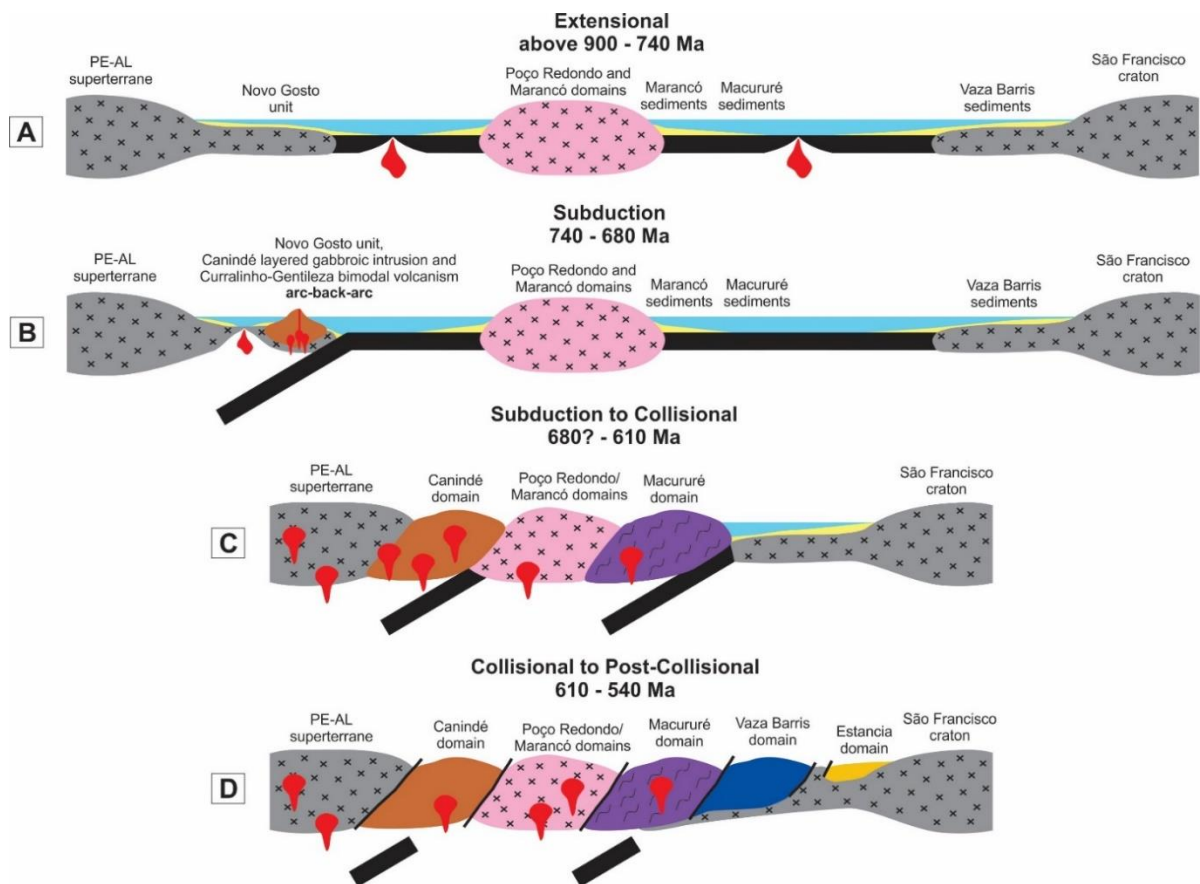 Extensional
above 900 - 740 Ma
PE-AL
superterrane
Novo Gosto
unit
Poço Redondo and
Marancó domains
Marancó
sediments
Macururé
sediments
Vaza Barris
sediments
São Francisco
craton
A
Subduction
740 - 680 Ma
PE-AL
superterrane
Novo Gosto unit,
Canindé layered gabbroic intrusion and
Curralinho-Gentileza bimodal volcanism
arc-back-arc
Poço Redondo and
Marancó domains
Marancó
sediments
Macururé
sediments
Vaza Barris
sediments
São Francisco
craton
B
Subduction to Collisional
680? - 610 Ma
PE-AL
superterrane
Canindé
domain
Poço Redondo/
Marancó domains
Macururé
domain
São Francisco
craton
C
Collisional to Post-Collisional
610 - 540 Ma
PE-AL
superterrane
Canindé
domain
Poço Redondo/
Marancó domains
Macururé
domain
Vaza Barris
domain
Estancia
domain
São Francisco
craton
D